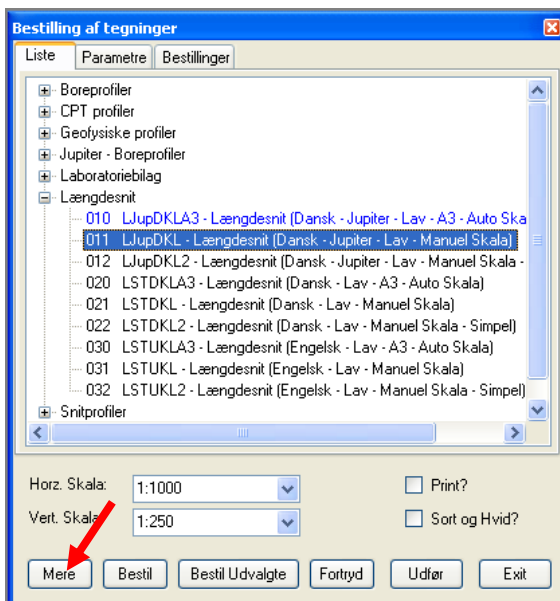 Bestilling af tegninger
Liste Parametre Bestillinger
Boreprofiler
CPT profiler
Geofysiske profiler
Jupiter - Boreprofiler
Laboratoriebilag
Længdesnit
010 LJupDKLA3 - Længdesnit (Dansk - Jupiter - Lav - A3 - Auto Ska
011 LJupDKL - Længdesnit (Dansk - Jupiter - Lav - Manuel Skala)
012 LJupDKL2 - Længdesnit (Dansk - Jupiter - Lav - Manuel Skala -
020 LSTDKLA3 - Længdesnit (Dansk - Lav - A3 - Auto Skala)
021 LSTDKL - Længdesnit (Dansk - Lav - Manuel Skala)
022 LSTDKL2 - Længdesnit (Dansk - Lav - Manuel Skala - Simpel)
030 LSTUKLA3 - Længdesnit (Engelsk - Lav - A3 - Auto Skala)
031 LSTUKL - Længdesnit (Engelsk - Lav - Manuel Skala)
032 LSTUKL2 - Længdesnit (Engelsk - Lav - Manuel Skala - Simpel)
Snitprofiler
Horz. Skala: 1:1000 Print?
Vert. Skala 1:250 Sort og Hvid?
Mere Bestil Bestil Udvalgte Fortryd Udfør Exit